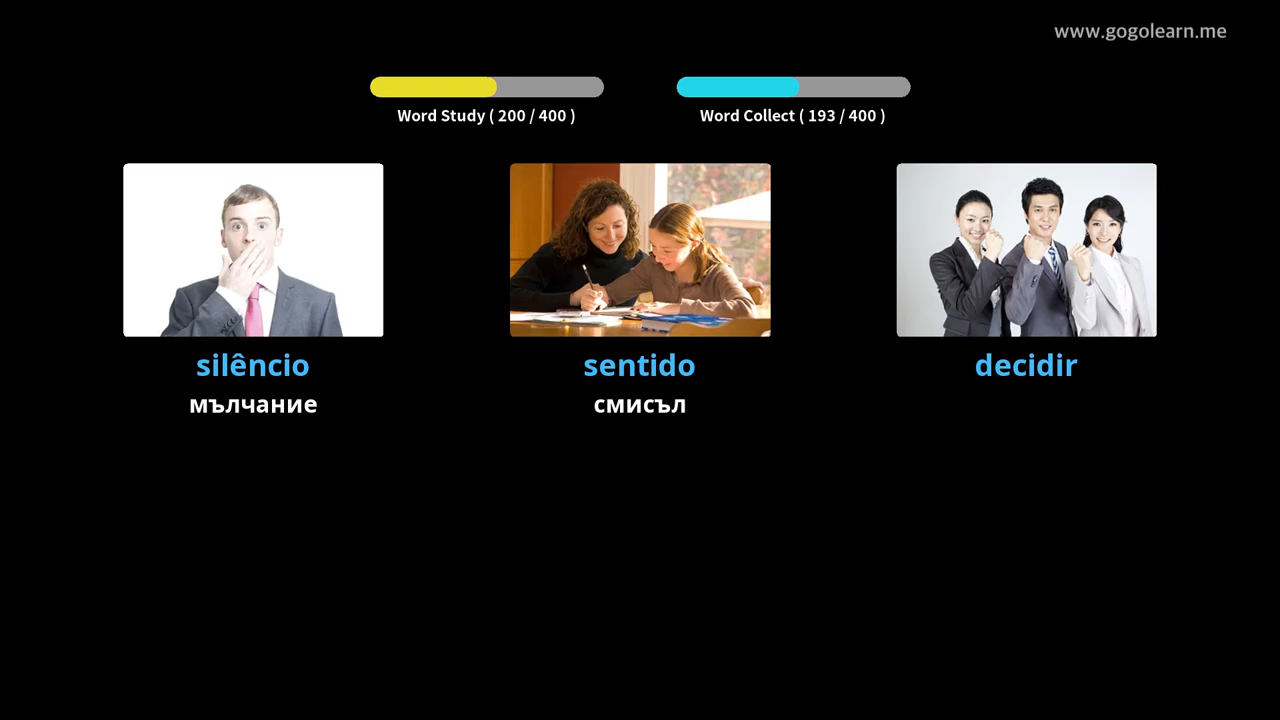 www.gogolearn.me
Word Study ( 200 / 400 )
Word Collect ( 193 / 400 )
silêncio
мълчание
sentido
смисъл
decidir